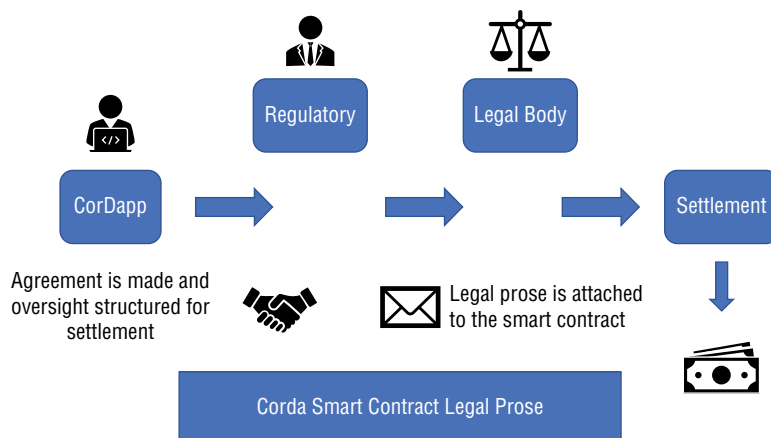 Regulatory
Legal Body
CorDapp
Settlement
Agreement is made and
oversight structured for
settlement
Legal prose is attached
to the smart contract
Corda Smart Contract Legal Prose